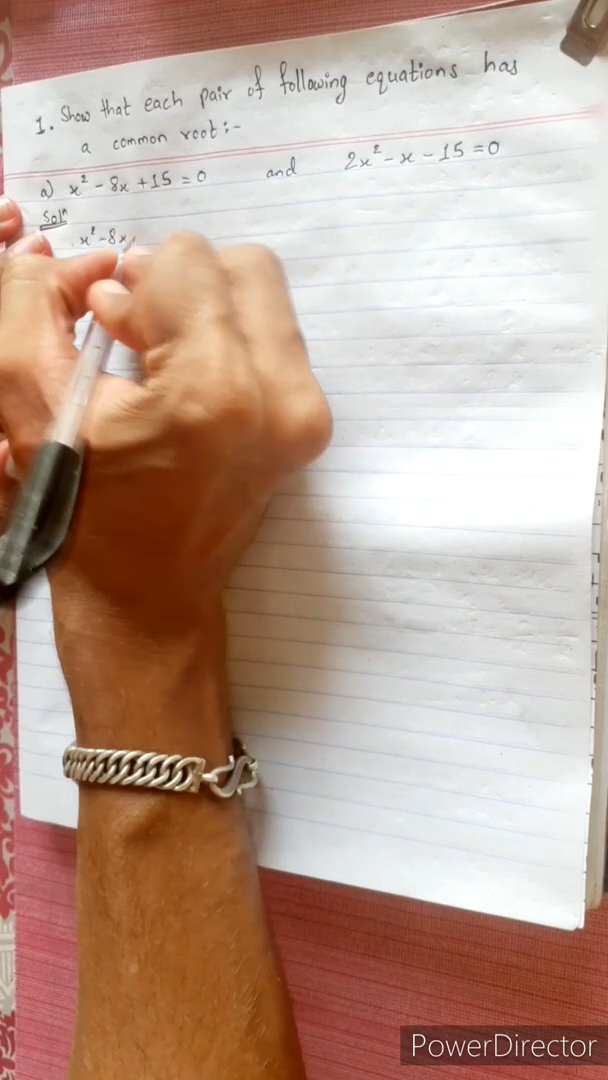 1. Show that each pair of following equations has
a common root :-
a) x² - 8x + 15 = 0 and 2x² - x - 15 = 0
Solⁿ
x² - 8x
PowerDirector